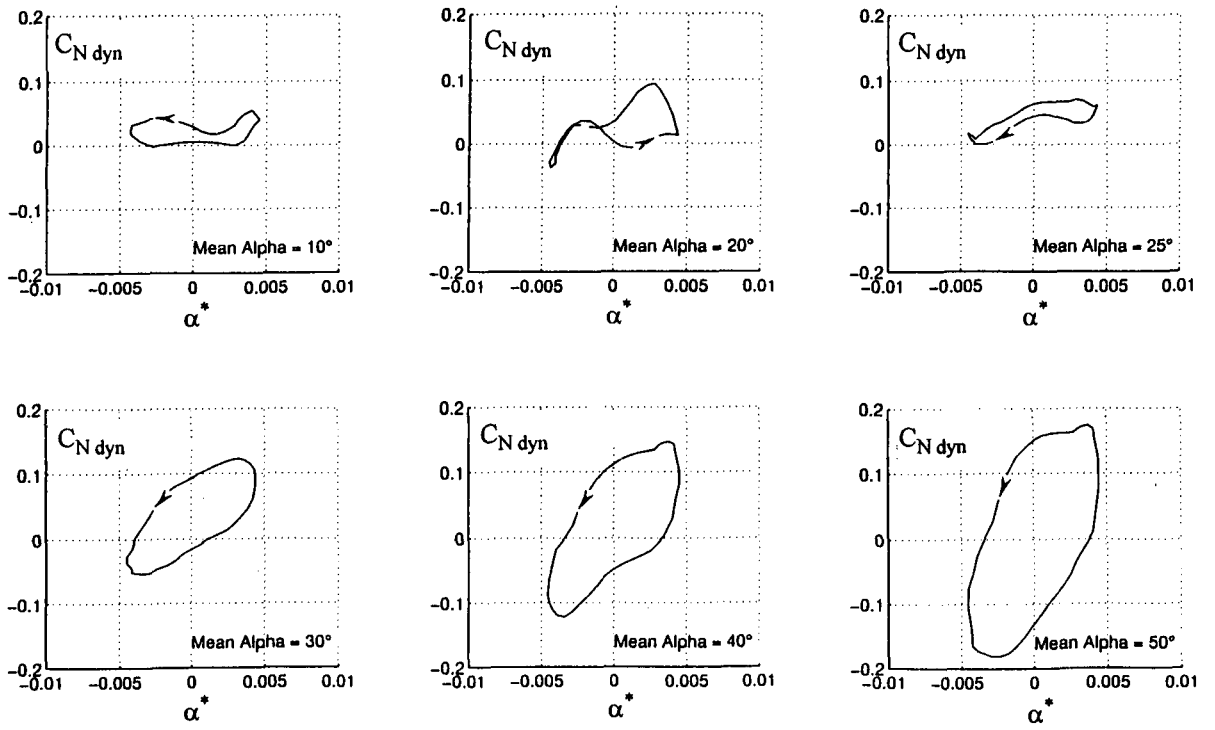 0.2
C_N dyn
0.1
0
-0.1
Mean Alpha = 10°
-0.2
-0.01 -0.005 0 0.005 0.01
α*
0.2
C_N dyn
0.1
0
-0.1
Mean Alpha = 20°
-0.2
-0.01 -0.005 0 0.005 0.01
α*
0.2
C_N dyn
0.1
0
-0.1
Mean Alpha = 25°
-0.2
-0.01 -0.005 0 0.005 0.01
α*
0.2
C_N dyn
0.1
0
-0.1
Mean Alpha = 30°
-0.2
-0.01 -0.005 0 0.005 0.01
α*
0.2
C_N dyn
0.1
0
-0.1
Mean Alpha = 40°
-0.2
-0.01 -0.005 0 0.005 0.01
α*
0.2
C_N dyn
0.1
0
-0.1
Mean Alpha = 50°
-0.2
-0.01 -0.005 0 0.005 0.01
α*